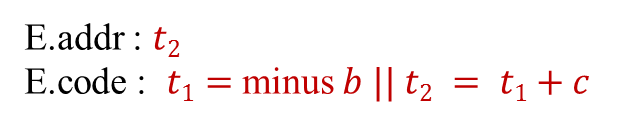 E.addr : t₂
E.code : t₁ = minus b || t₂ = t₁ + c